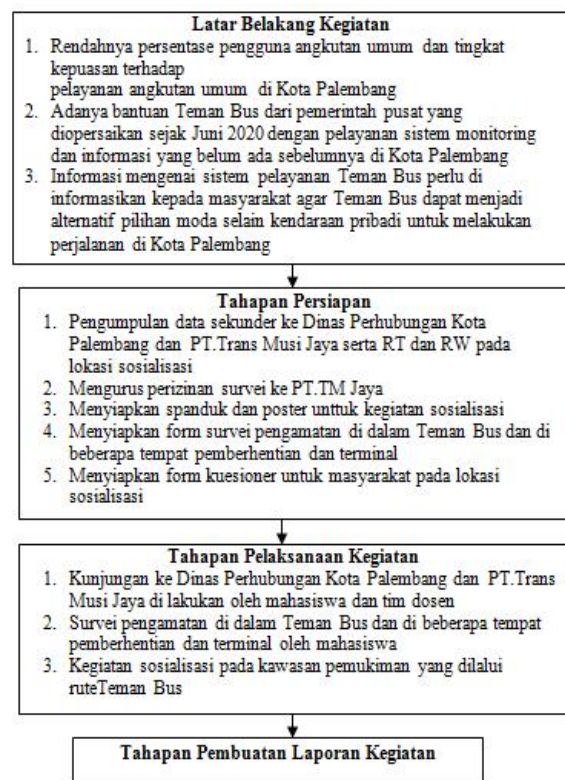 Latar Belakang Kegiatan
1. Rendahnya persentase pengguna angkutan umum dan tingkat
kepuasan terhadap
pelayanan angkutan umum di Kota Palembang
2. Adanya bantuan Teman Bus dari pemerintah pusat yang
diopersaikan sejak Juni 2020 dengan pelayanan sistem monitoring
dan informasi yang belum ada sebelumnya di Kota Palembang
3. Informasi mengenai sistem pelayanan Teman Bus perlu di
informasikan kepada masyarakat agar Teman Bus dapat menjadi
alternatif pilihan moda selain kendaraan pribadi untuk melakukan
perjalanan di Kota Palembang
Tahapan Persiapan
1. Pengumpulan data sekunder ke Dinas Perhubungan Kota
Palembang dan PT.Trans Musi Jaya serta RT dan RW pada
lokasi sosialisasi
2. Mengurus perizinan survei ke PT.TM Jaya
3. Menyiapkan spanduk dan poster unttuk kegiatan sosialisasi
4. Menyiapkan form survei pengamatan di dalam Teman Bus dan di
beberapa tempat pemberhentian dan terminal
5. Menyiapkan form kuesioner untuk masyarakat pada lokasi
sosialisasi
Tahapan Pelaksanaan Kegiatan
1. Kunjungan ke Dinas Perhubungan Kota Palembang dan PT.Trans
Musi Jaya di lakukan oleh mahasiswa dan tim dosen
2. Survei pengamatan di dalam Teman Bus dan di beberapa tempat
pemberhentian dan terminal oleh mahasiswa
3. Kegiatan sosialisasi pada kawasan pemukiman yang dilalui
ruteTeman Bus
Tahapan Pembuatan Laporan Kegiatan